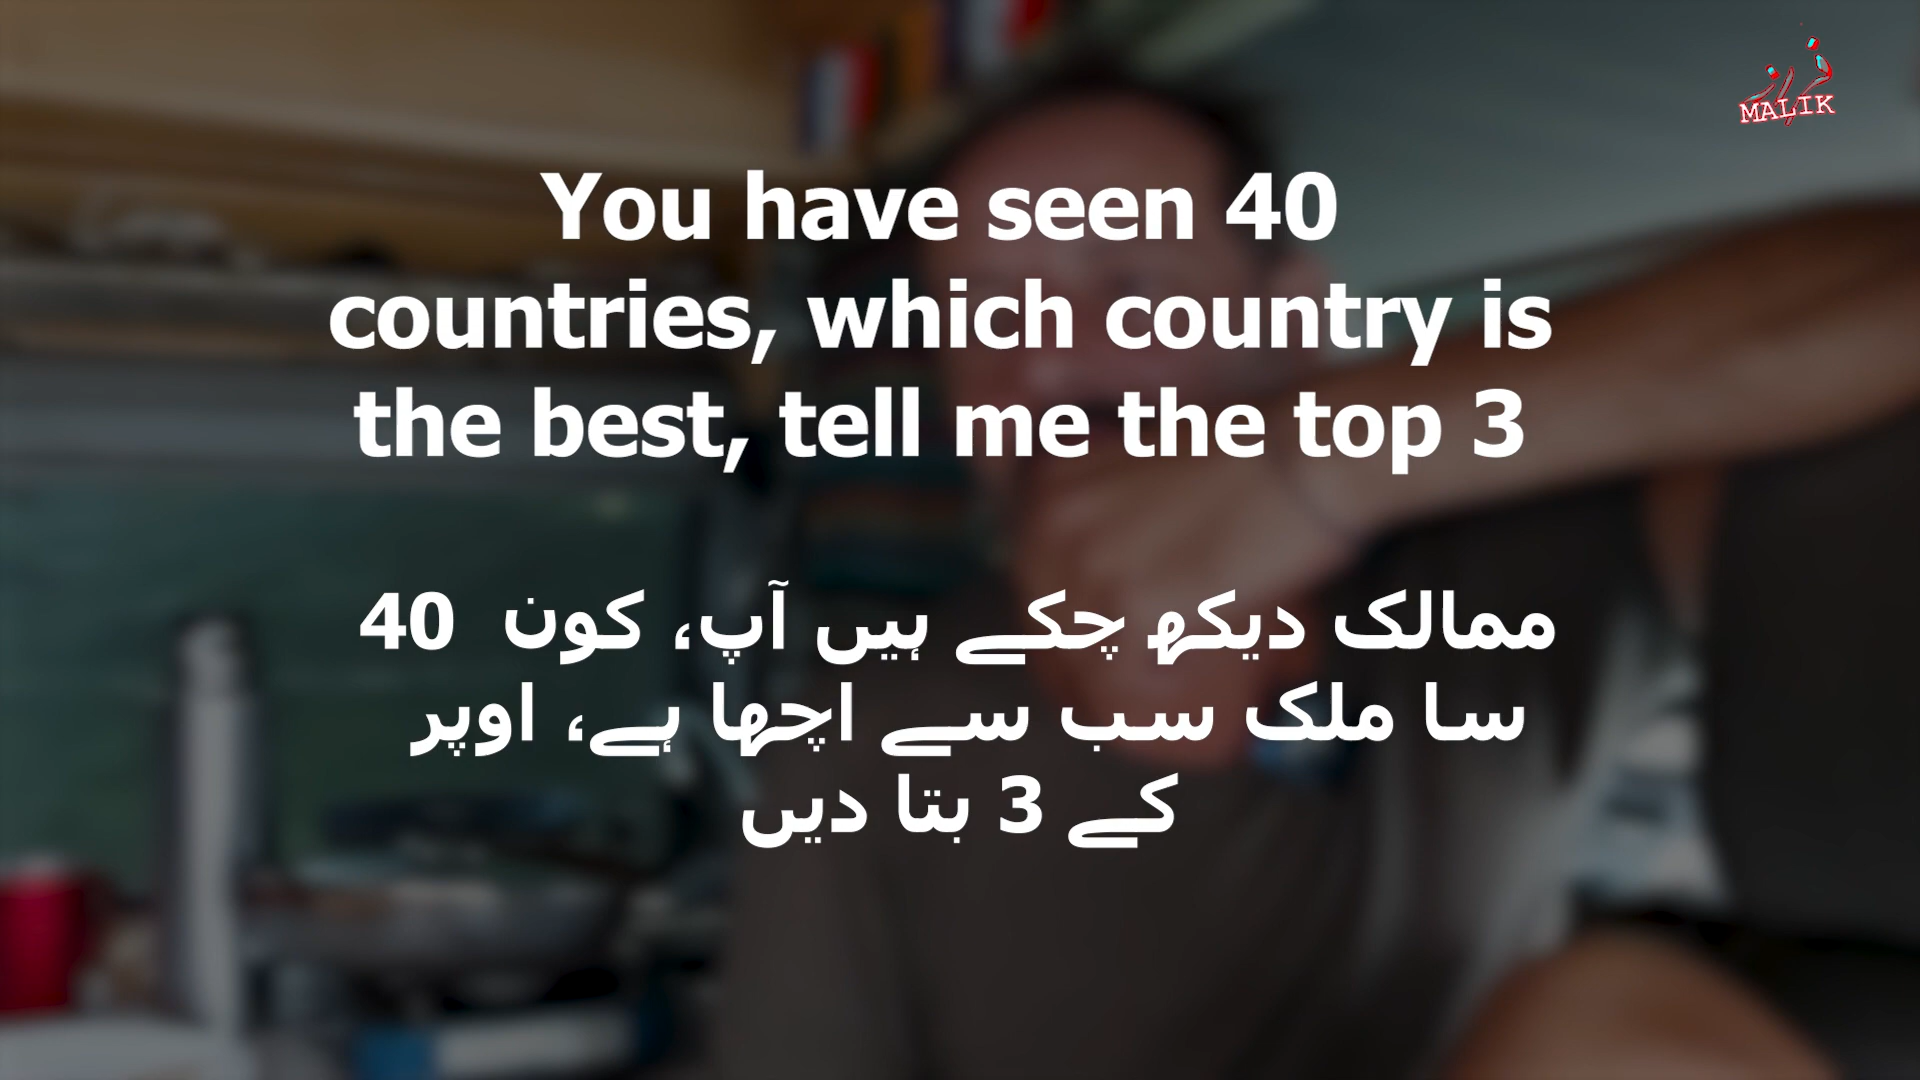 فراز
MALIK
You have seen 40
countries, which country is
the best, tell me the top 3
ممالک دیکھ چکے ہیں آپ، کون 40
سا ملک سب سے اچھا ہے، اوپر
کے 3 بتا دیں